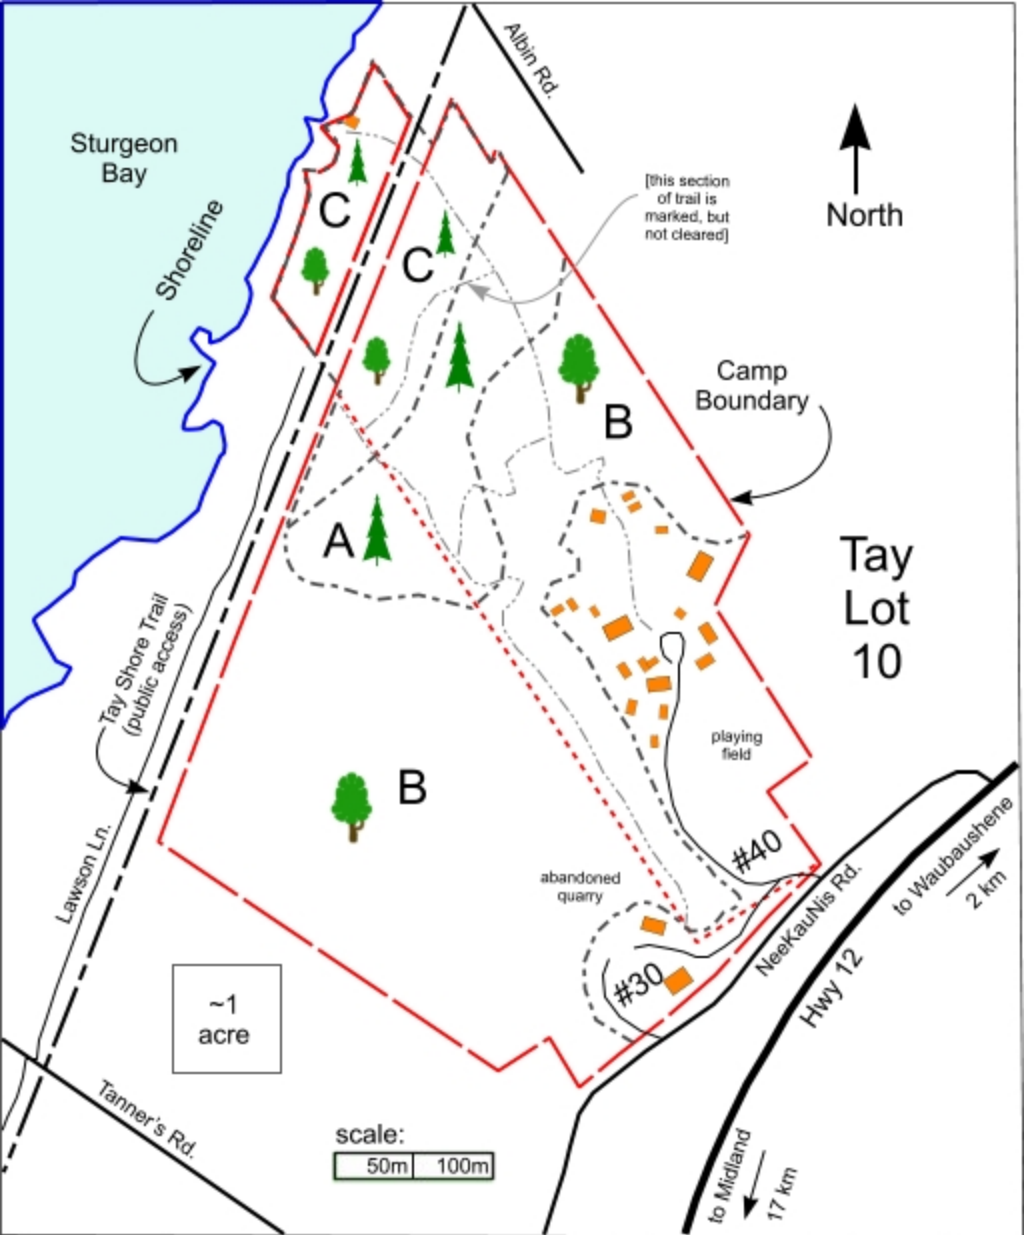 Albin Rd.
Sturgeon
Bay
Shoreline
C
C
[this section
of trail is
marked, but
not cleared]
North
Camp
Boundary
B
A
Tay
Lot
10
Tay Shore Trail
(public access)
playing
field
B
Lawson Ln.
abandoned
quarry
#40
#30
NeeKauNis Rd.
to Waubaushene
2 km
Hwy 12
~1
acre
Tanner's Rd.
scale:
50m 100m
to Midland
17 km